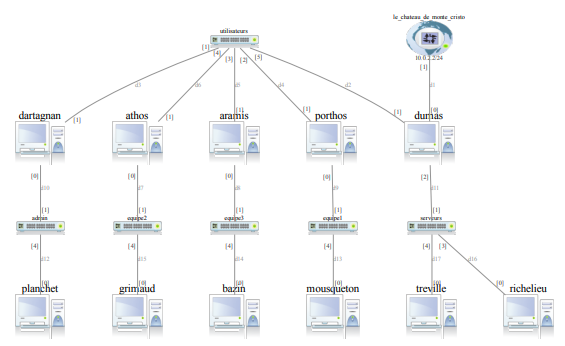 utilisateurs
le_chateau_de_monte_cristo
10.0.2.2/24
[1] [4] [3] [2] [5] [1]
d3 d6 d5 d4 d2 d1
[1] [1] [1] [1] [1] [0]
dartagnan athos aramis porthos dumas
[0] [0] [0] [0] [2]
d10 d7 d8 d9 d11
[1] [1] [1] [1] [1]
admin equipe2 equipe3 equipe1 serveurs
[4] [4] [4] [4] [4] [3]
d12 d15 d14 d13 d17 d16
[0] [0] [0] [0] [0] [0]
planchet grimaud bazin mousqueton treville richelieu